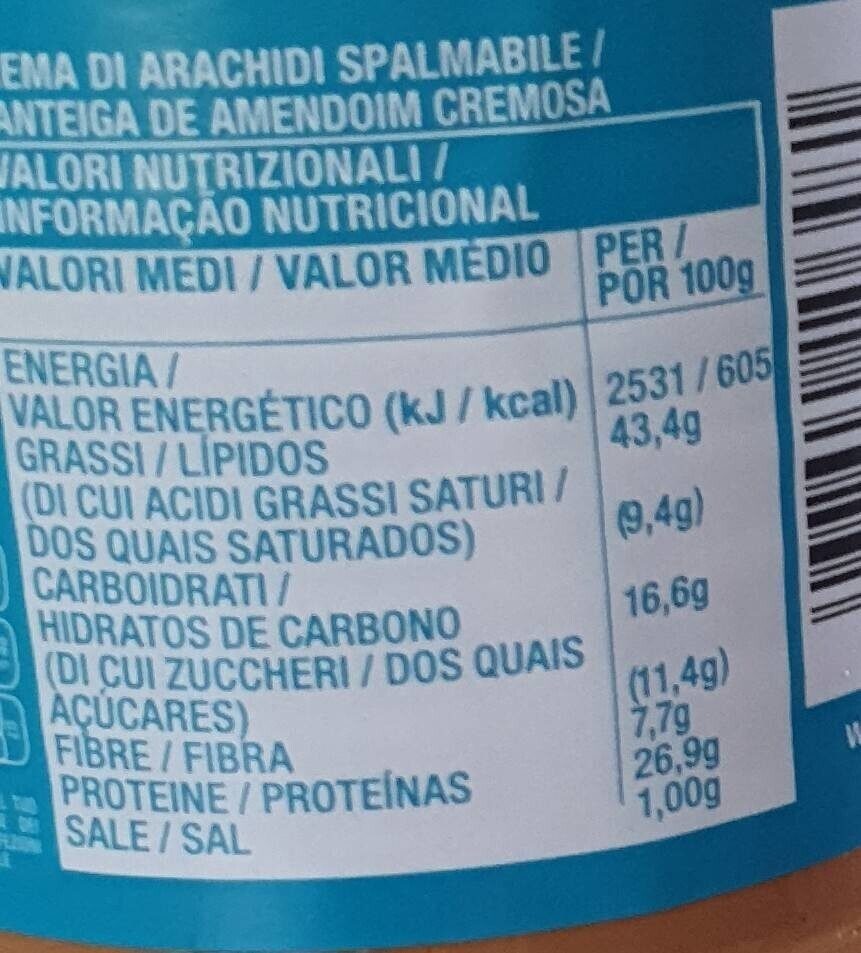 EMA DI ARACHIDI SPALMABILE /
ANTEIGA DE AMENDOIM CREMOSA
VALORI NUTRIZIONALI /
INFORMAÇÃO NUTRICIONAL
VALORI MEDI / VALOR MÉDIO PER /
POR 100g
ENERGIA /
VALOR ENERGÉTICO (kJ / kcal) 2531 / 605
GRASSI / LÍPIDOS 43,4g
(DI CUI ACIDI GRASSI SATURI /
DOS QUAIS SATURADOS) (9,4g)
CARBOIDRATI /
HIDRATOS DE CARBONO 16,6g
(DI CUI ZUCCHERI / DOS QUAIS
AÇÚCARES) (11,4g)
FIBRE / FIBRA 7,7g
PROTEINE / PROTEÍNAS 26,9g
SALE / SAL 1,00g